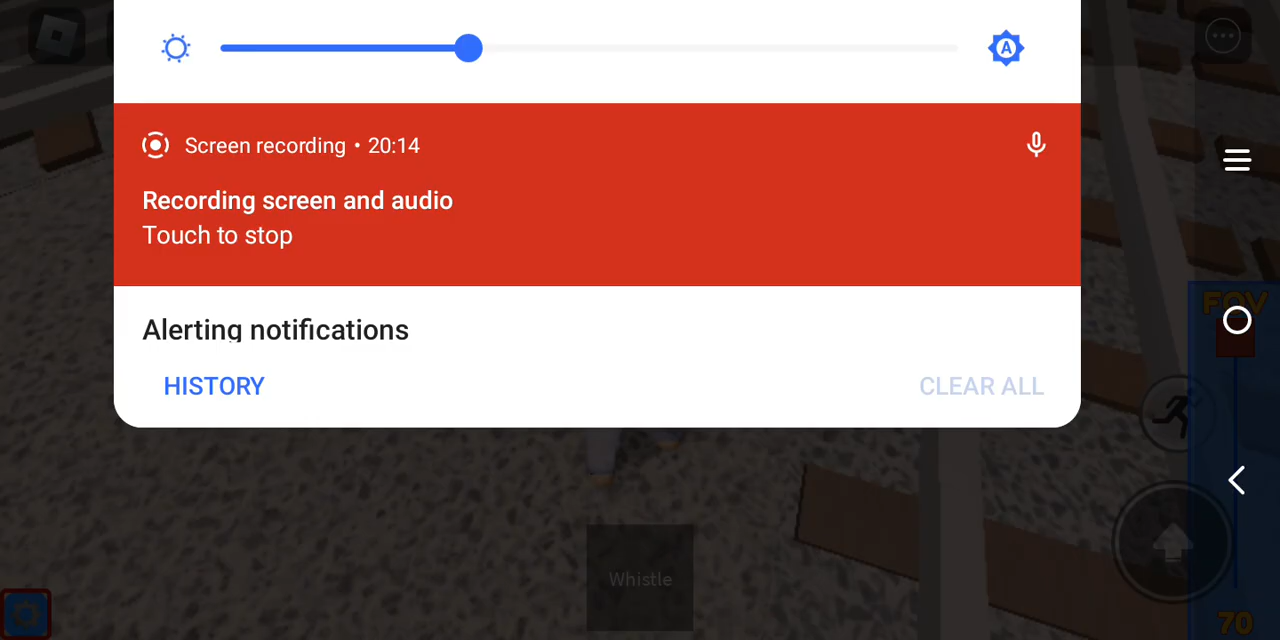 A
Screen recording • 20:14
Recording screen and audio
Touch to stop
Alerting notifications
HISTORY
CLEAR ALL
FOV
Whistle
70